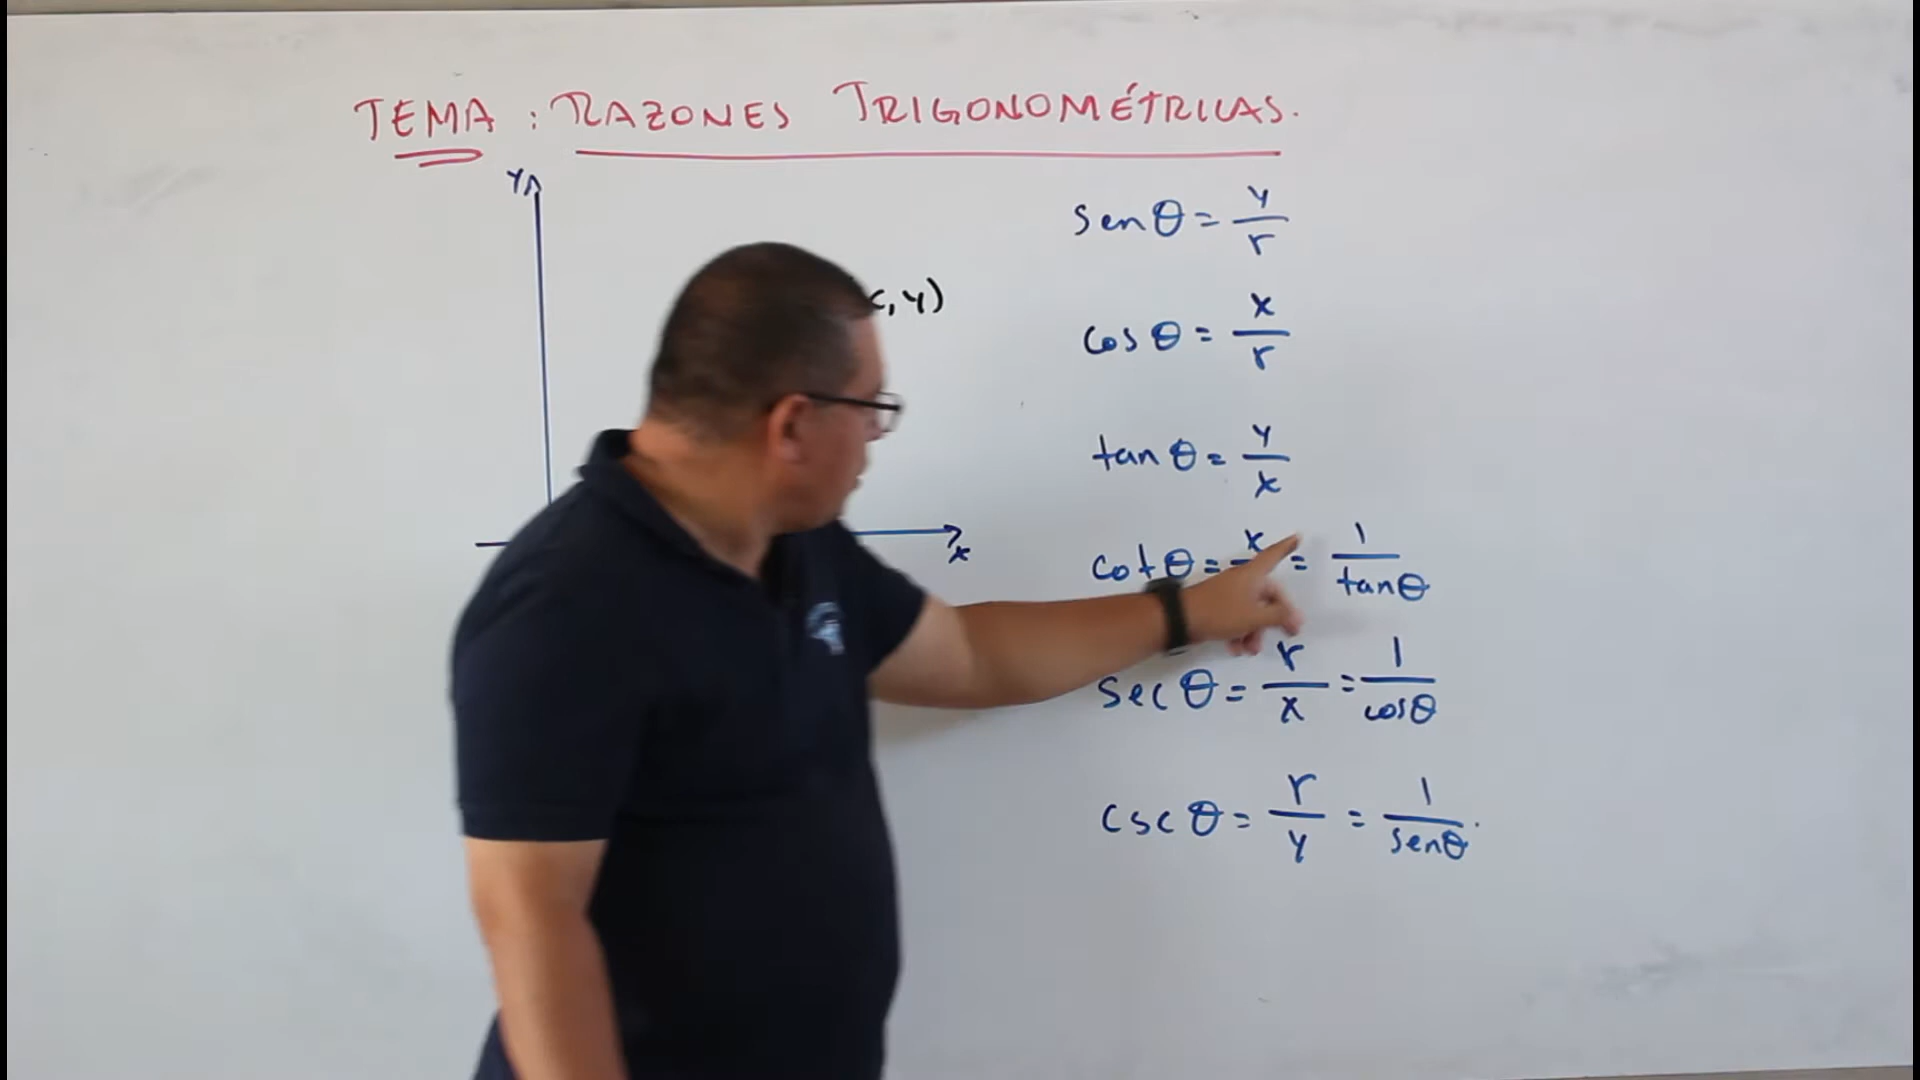 TEMA: RAZONES TRIGONOMÉTRICAS.
Y
, y)
x
sen θ = y/r
cos θ = x/r
tan θ = y/x
cot θ = x = 1/tan θ
sec θ = r/x = 1/cos θ
csc θ = r/y = 1/sen θ.